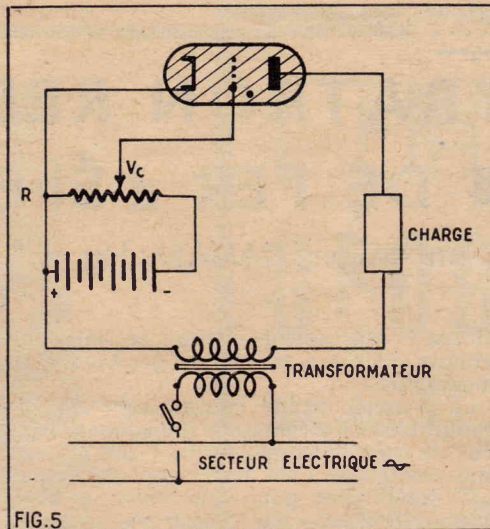 Vc
R
CHARGE
+ -
TRANSFORMATEUR
SECTEUR ELECTRIQUE ~
FIG.5